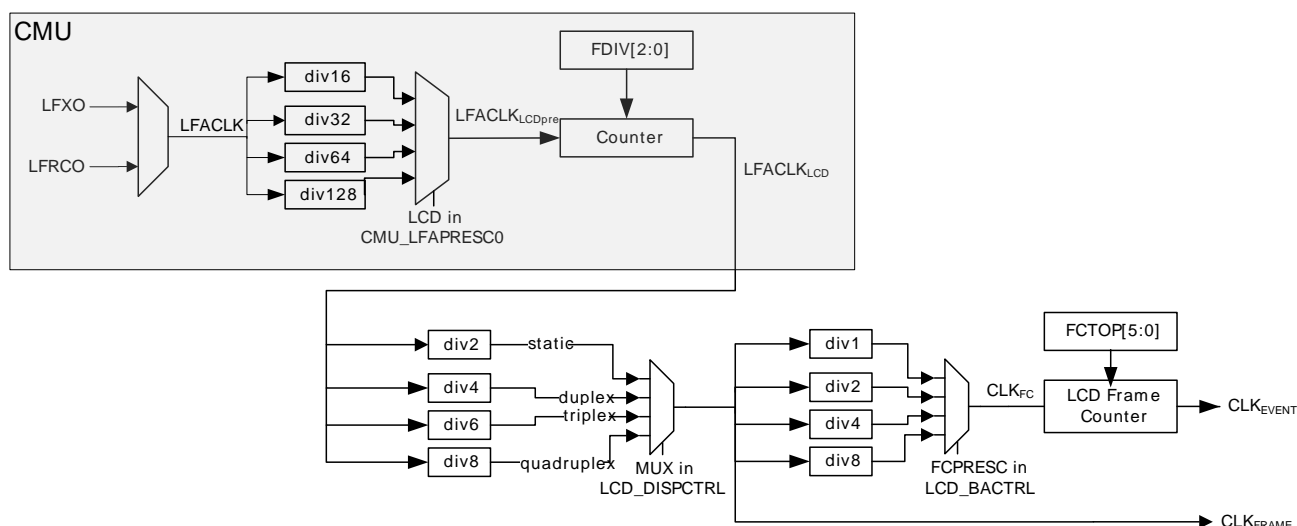 CMU
FDIV[2:0]
div16
LFXO
div32
LFACLK
LFACLKLCDpre
Counter
div64
LFRCO
LFACLKLCD
div128
LCD in
CMU_LFAPRESC0
FCTOP[5:0]
div2
static
div1
div4
duplex
div2
CLKFC
LCD Frame
Counter
CLKEVENT
div6
triplex
div4
div8
quadruplex
MUX in
LCD_DISPCTRL
div8
FCPRESC in
LCD_BACTRL
CLKFRAME